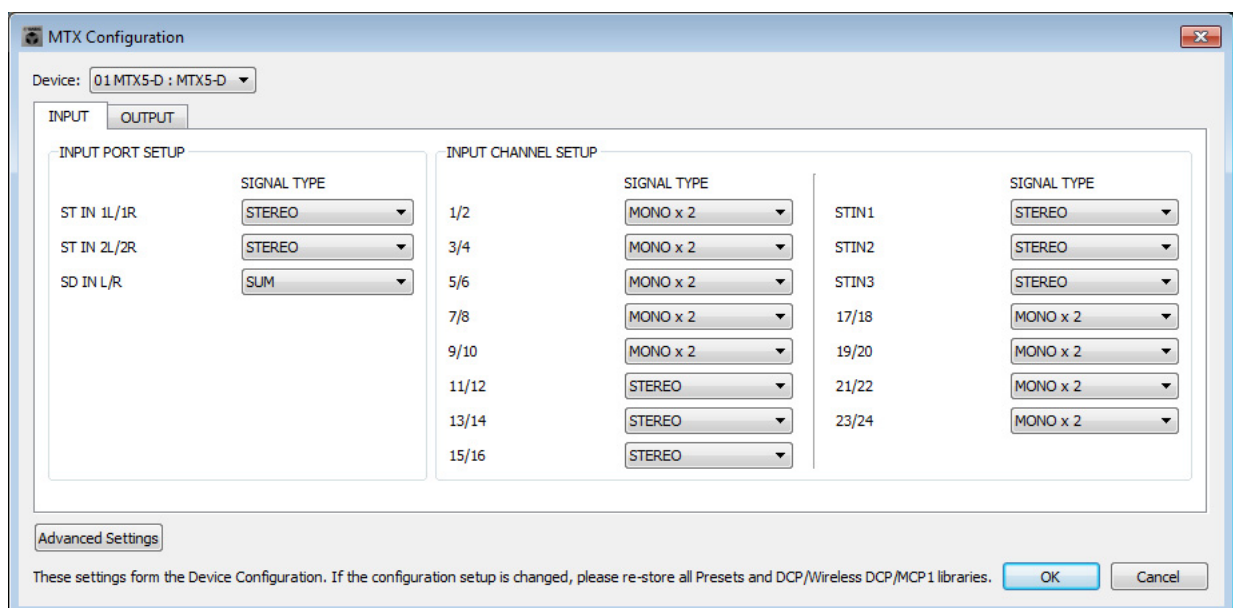 MTX Configuration
Device: 01 MTX5-D : MTX5-D
INPUT OUTPUT
INPUT PORT SETUP INPUT CHANNEL SETUP
SIGNAL TYPE SIGNAL TYPE SIGNAL TYPE
ST IN 1L/1R STEREO 1/2 MONO x 2 STIN1 STEREO
ST IN 2L/2R STEREO 3/4 MONO x 2 STIN2 STEREO
SD IN L/R SUM 5/6 MONO x 2 STIN3 STEREO
7/8 MONO x 2 17/18 MONO x 2
9/10 MONO x 2 19/20 MONO x 2
11/12 STEREO 21/22 MONO x 2
13/14 STEREO 23/24 MONO x 2
15/16 STEREO
Advanced Settings
These settings form the Device Configuration. If the configuration setup is changed, please re-store all Presets and DCP/Wireless DCP/MCP1 libraries. OK Cancel